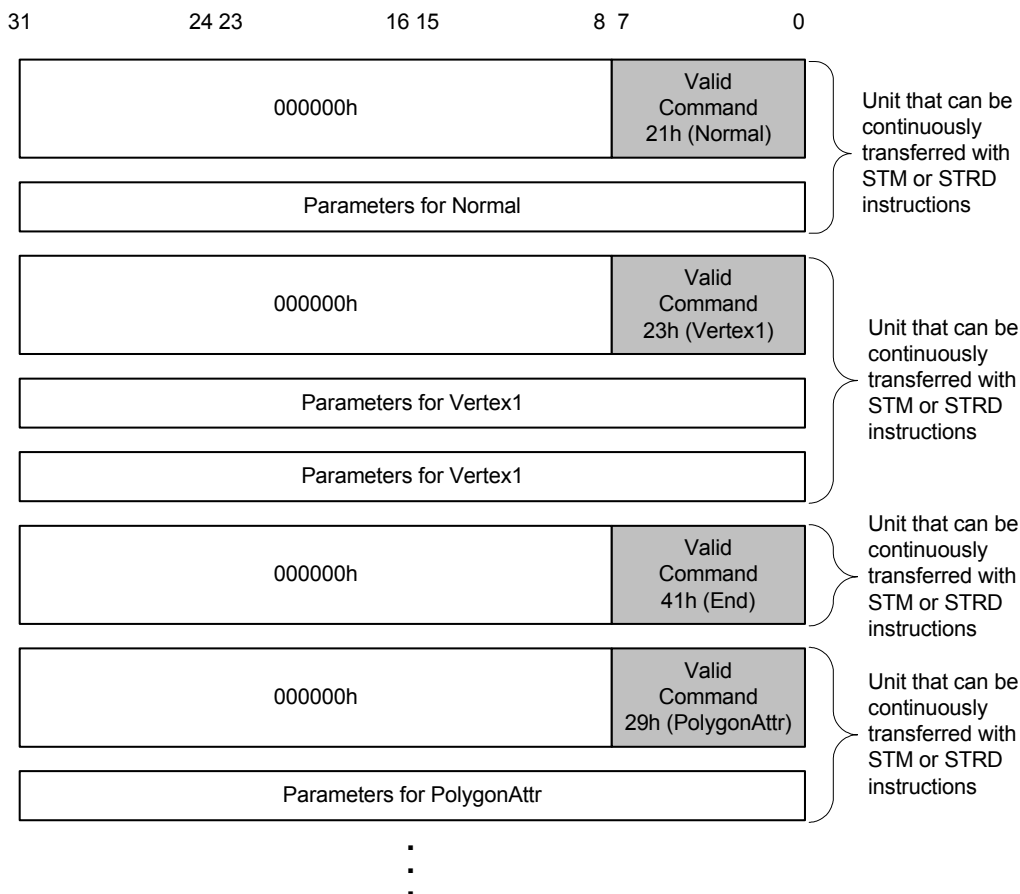 31 24 23 16 15 8 7 0
000000h
Valid
Command
21h (Normal)
Unit that can be
continuously
transferred with
STM or STRD
instructions
Parameters for Normal
000000h
Valid
Command
23h (Vertex1)
Unit that can be
continuously
transferred with
STM or STRD
instructions
Parameters for Vertex1
Parameters for Vertex1
000000h
Valid
Command
41h (End)
Unit that can be
continuously
transferred with
STM or STRD
instructions
000000h
Valid
Command
29h (PolygonAttr)
Unit that can be
continuously
transferred with
STM or STRD
instructions
Parameters for PolygonAttr